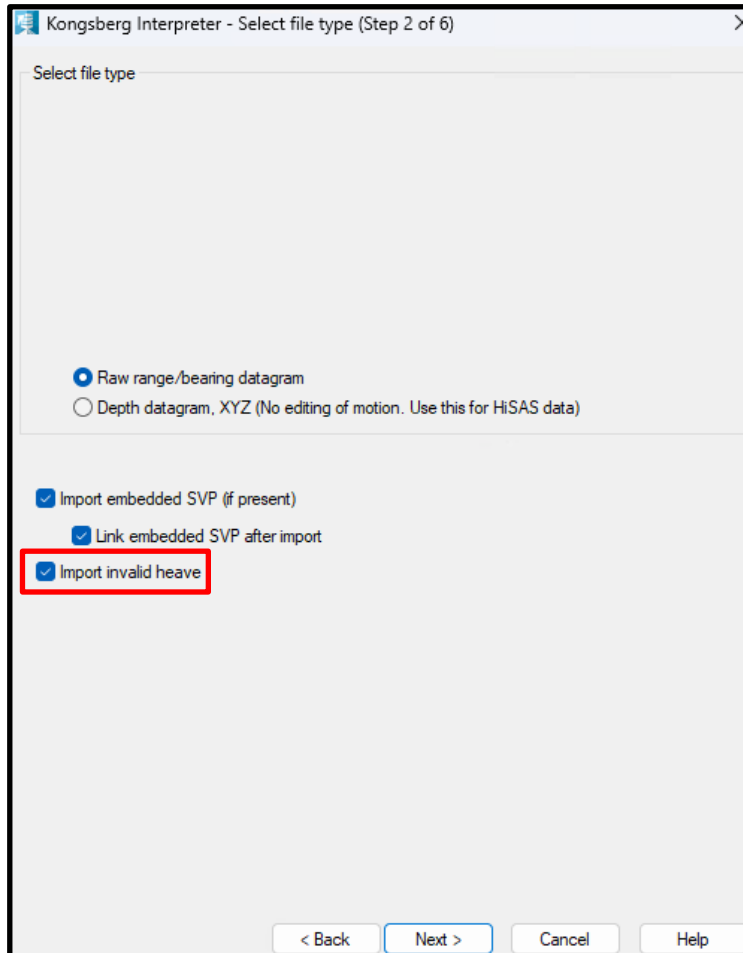 Kongsberg Interpreter - Select file type (Step 2 of 6)
Select file type
Raw range/bearing datagram
Depth datagram, XYZ (No editing of motion. Use this for HiSAS data)
Import embedded SVP (if present)
Link embedded SVP after import
Import invalid heave
< Back Next > Cancel Help